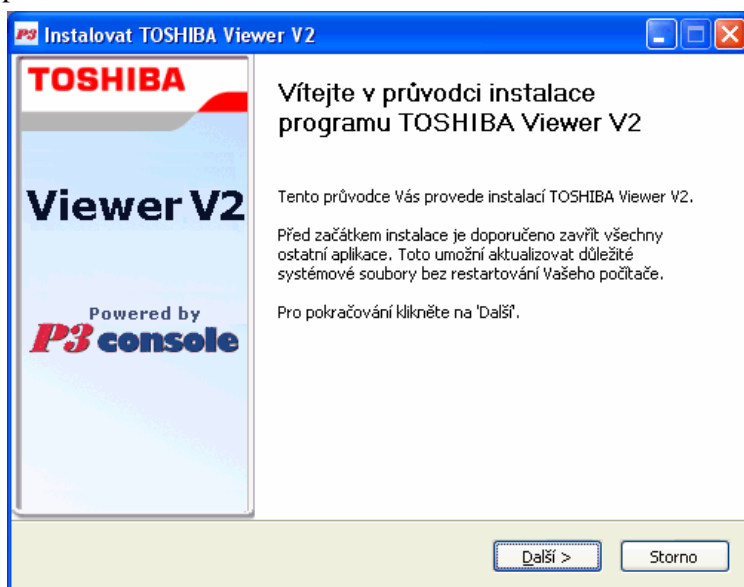 P3 Instalovat TOSHIBA Viewer V2
TOSHIBA
Viewer V2
Powered by
P3 console
Vítejte v průvodci instalace
programu TOSHIBA Viewer V2
Tento průvodce Vás provede instalací TOSHIBA Viewer V2.
Před začátkem instalace je doporučeno zavřít všechny
ostatní aplikace. Toto umožní aktualizovat důležité
systémové soubory bez restartování Vašeho počítače.
Pro pokračování klikněte na 'Další'.
Další >
Storno